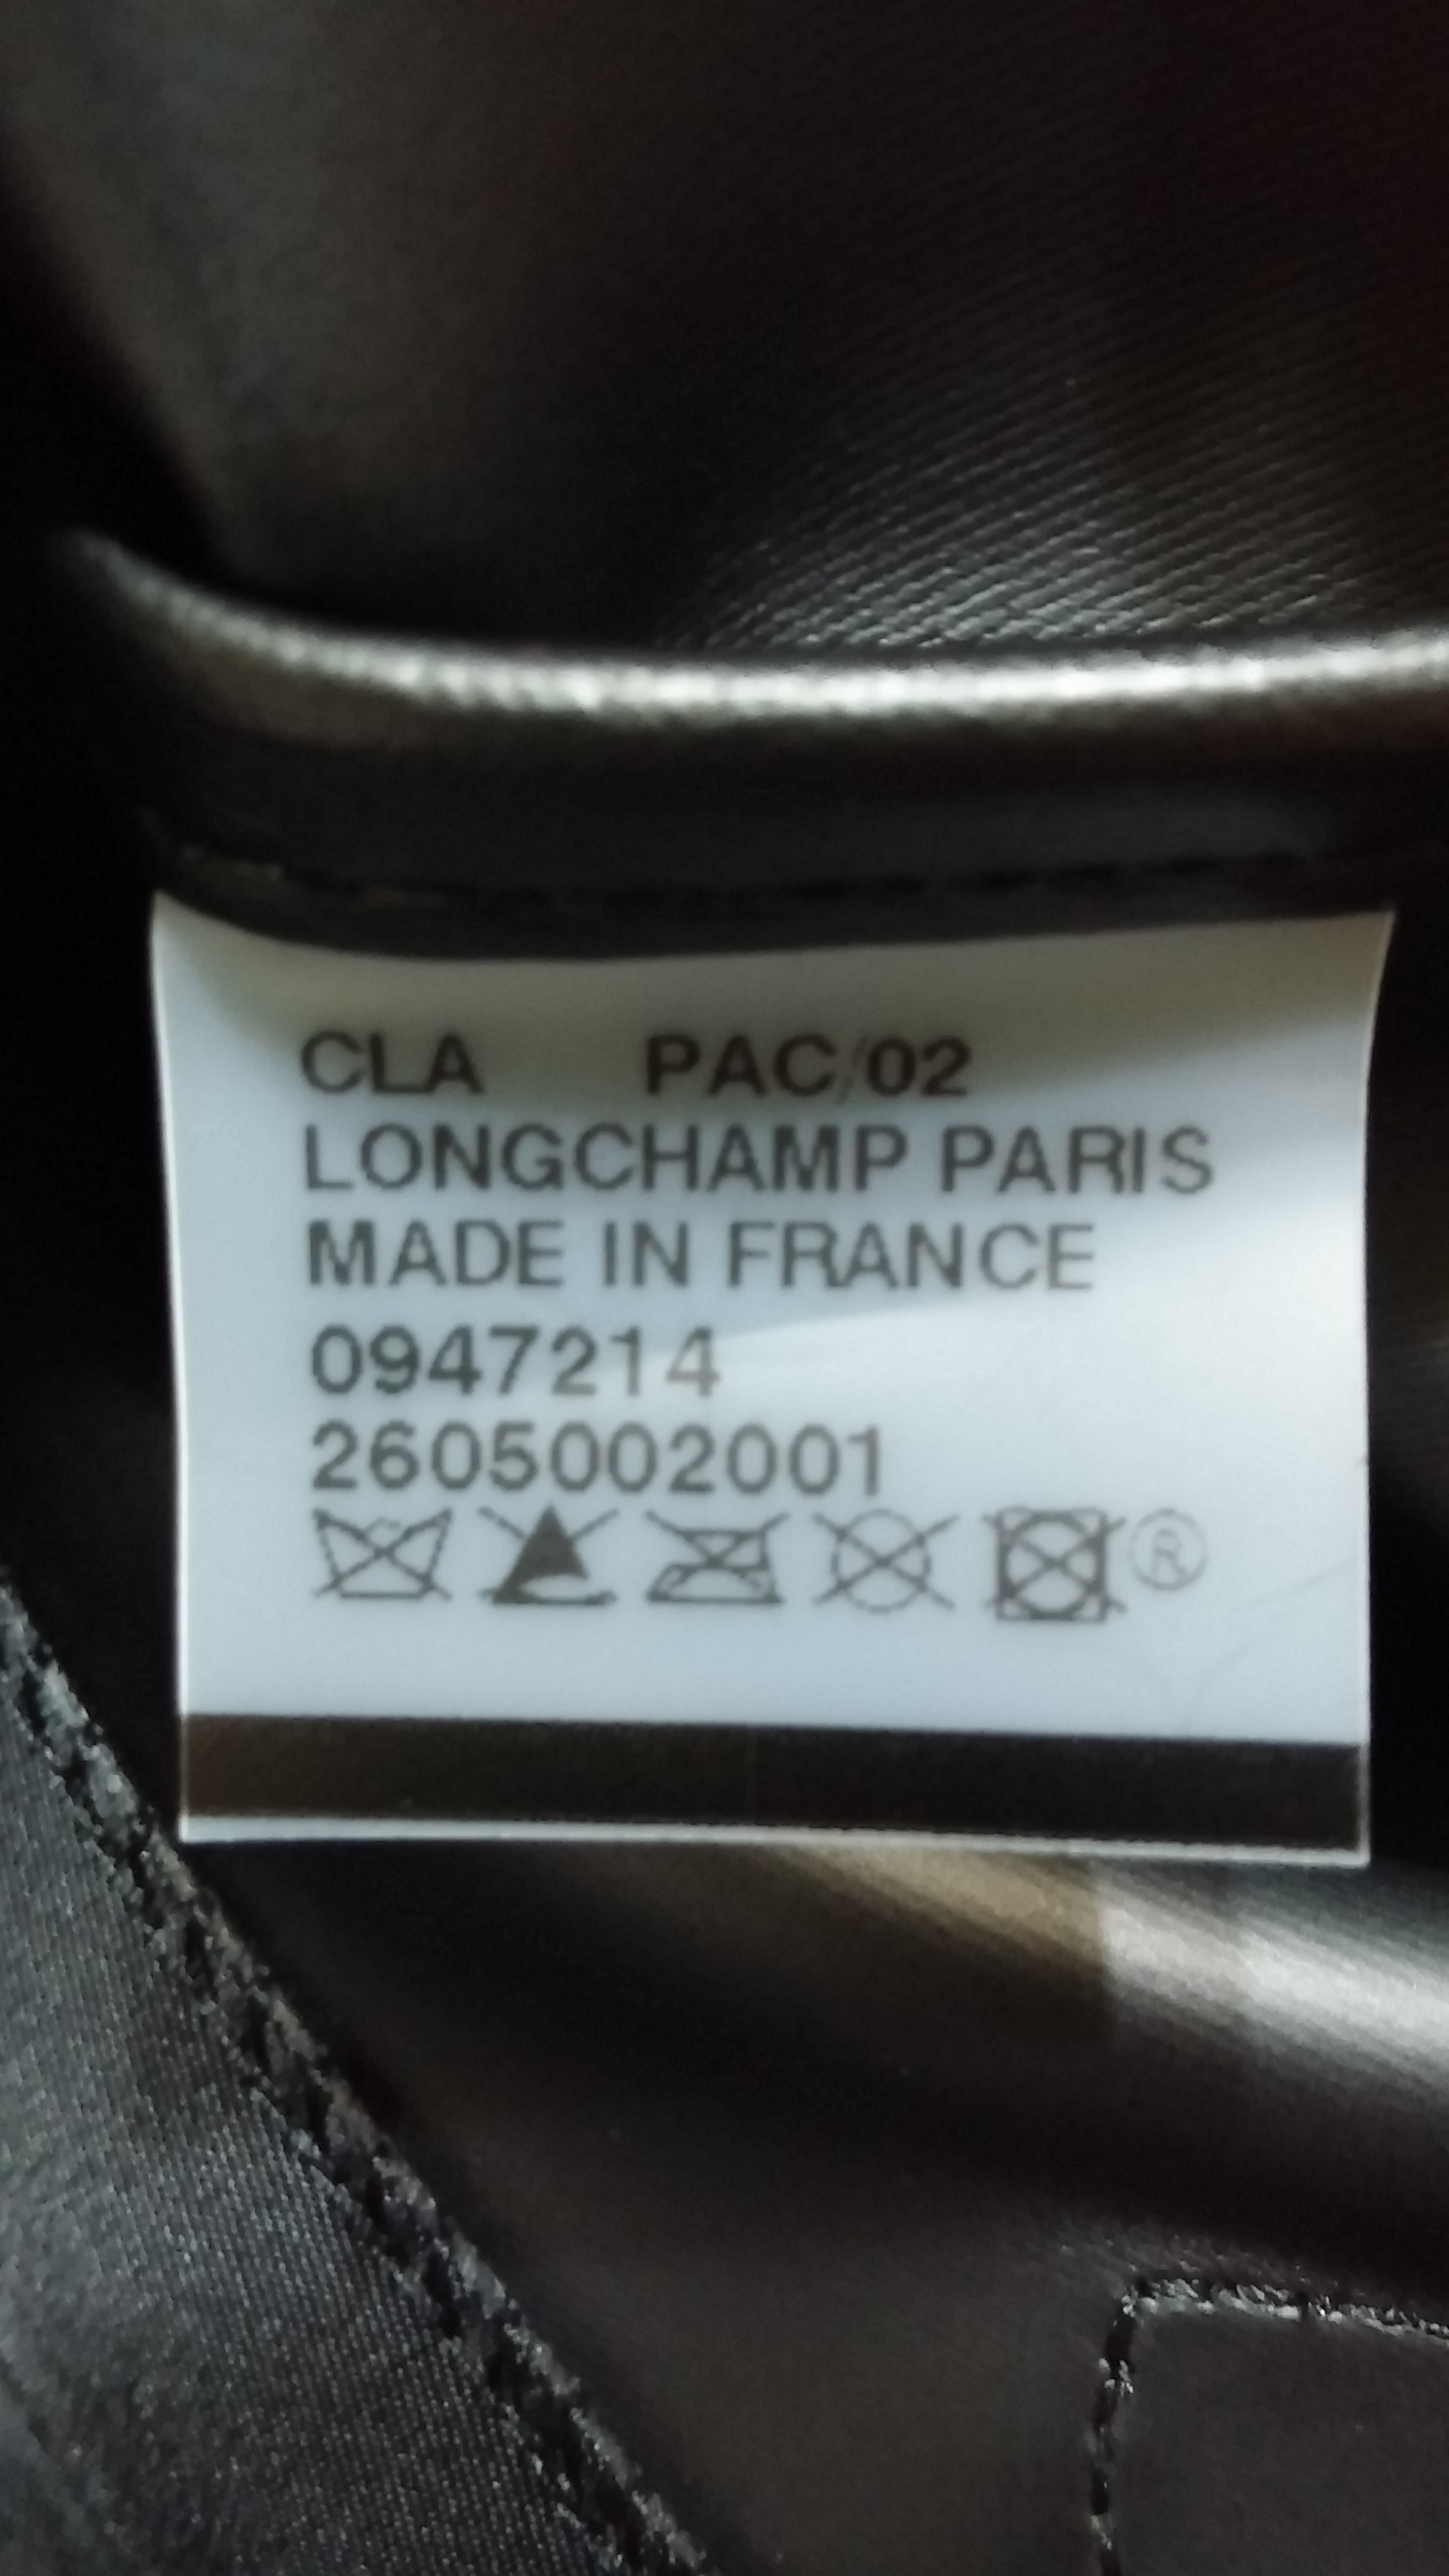 CLA PAC/02
LONGCHAMP PARIS
MADE IN FRANCE
0947214
2605002001
®